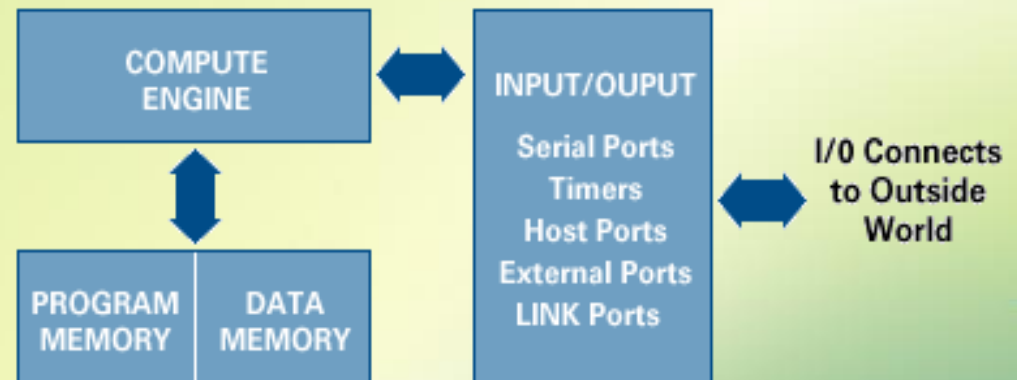 COMPUTE
ENGINE
INPUT/OUPUT
Serial Ports
Timers
Host Ports
External Ports
LINK Ports
I/0 Connects
to Outside
World
PROGRAM
MEMORY
DATA
MEMORY